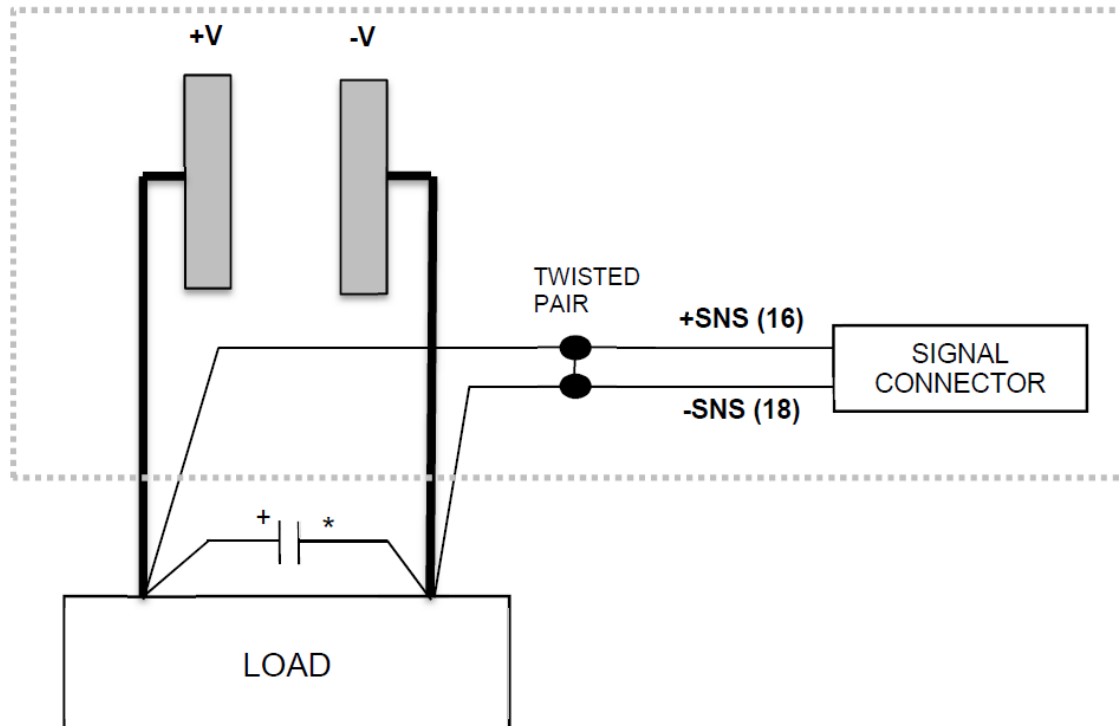 +V
-V
TWISTED
PAIR
+SNS (16)
-SNS (18)
SIGNAL
CONNECTOR
+
*
LOAD